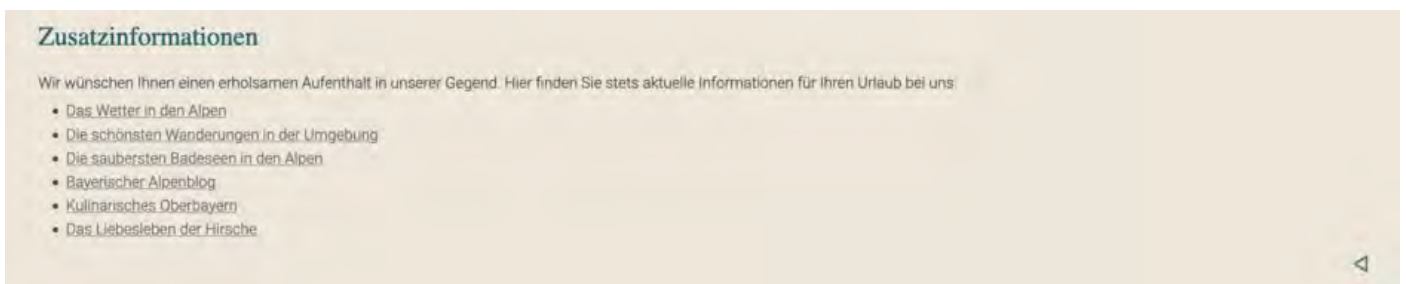 Zusatzinformationen
Wir wünschen Ihnen einen erholsamen Aufenthalt in unserer Gegend. Hier finden Sie stets aktuelle Informationen für Ihren Urlaub bei uns:
• Das Wetter in den Alpen
• Die schönsten Wanderungen in der Umgebung
• Die saubersten Badeseen in den Alpen
• Bayerischer Alpenblog
• Kulinarisches Oberbayern
• Das Liebesleben der Hirsche